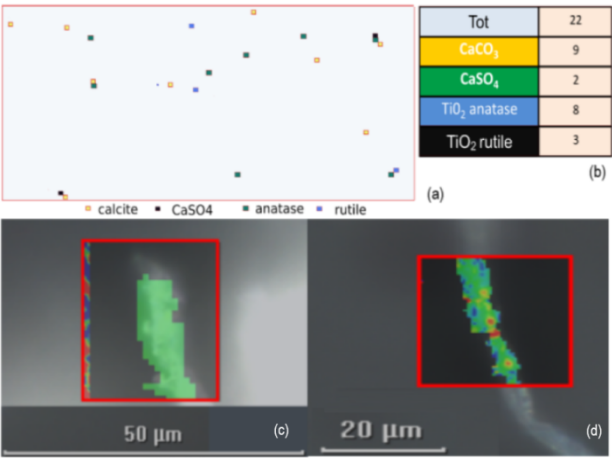 Tot 22
CaCO₃ 9
CaSO₄ 2
Ti0₂ anatase 8
TiO₂ rutile 3
(a)
(b)
calcite CaSO4 anatase rutile
50 µm (c)
20 µm (d)